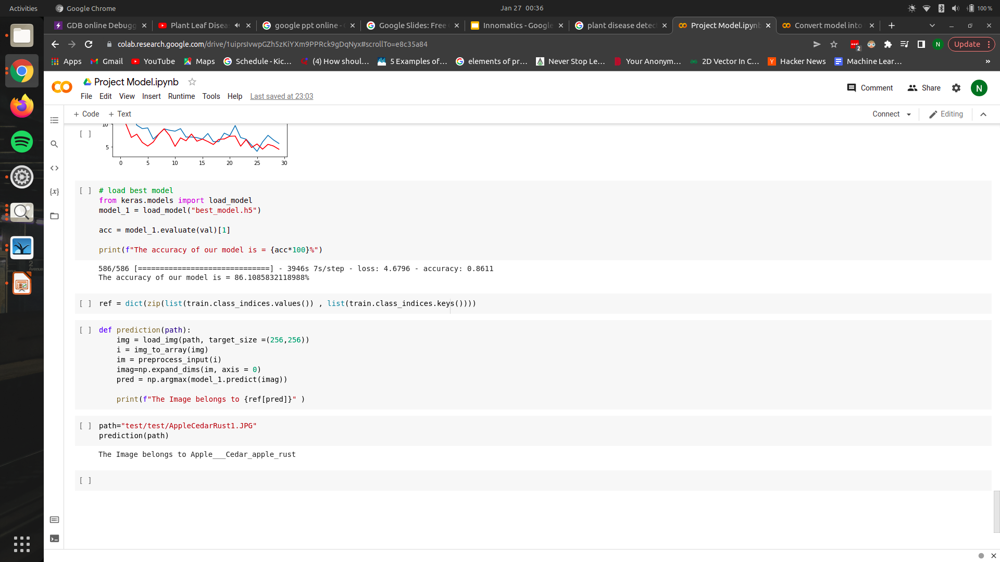 Activities
Google Chrome
Jan 27 00:36
100 %
GDB online Debugg
Plant Leaf Disea
google ppt online -
Google Slides: Free
Innomatics - Google
plant disease detec
Project Model.ipynb
Convert model into
colab.research.google.com/drive/1uiprsIvwpGZh5zKiYXm9PPRck9gDqNyx#scrollTo=e8c35a84
2
N
Update
Apps
Gmail
YouTube
Maps
Schedule - Kic...
(4) How shoul...
5 Examples of...
elements of pr...
Never Stop Le...
Your Anonym...
2D Vector In C...
Hacker News
Machine Lear...
»
Project Model.ipynb
File Edit View Insert Runtime Tools Help Last saved at 23:03
Comment
Share
N
+ Code + Text
Connect
Editing
[ ]
10
5
0 5 10 15 20 25 30
[ ] # load best model
from keras.models import load_model
model_1 = load_model("best_model.h5")
acc = model_1.evaluate(val)[1]
print(f"The accuracy of our model is = {acc*100}%")
586/586 [==============================] - 3946s 7s/step - loss: 4.6796 - accuracy: 0.8611
The accuracy of our model is = 86.1085832118988%
[ ] ref = dict(zip(list(train.class_indices.values()) , list(train.class_indices.keys())))
[ ] def prediction(path):
img = load_img(path, target_size =(256,256))
i = img_to_array(img)
im = preprocess_input(i)
imag=np.expand_dims(im, axis = 0)
pred = np.argmax(model_1.predict(imag))
print(f"The Image belongs to {ref[pred]}" )
[ ] path="test/test/AppleCedarRust1.JPG"
prediction(path)
The Image belongs to Apple___Cedar_apple_rust
[ ]